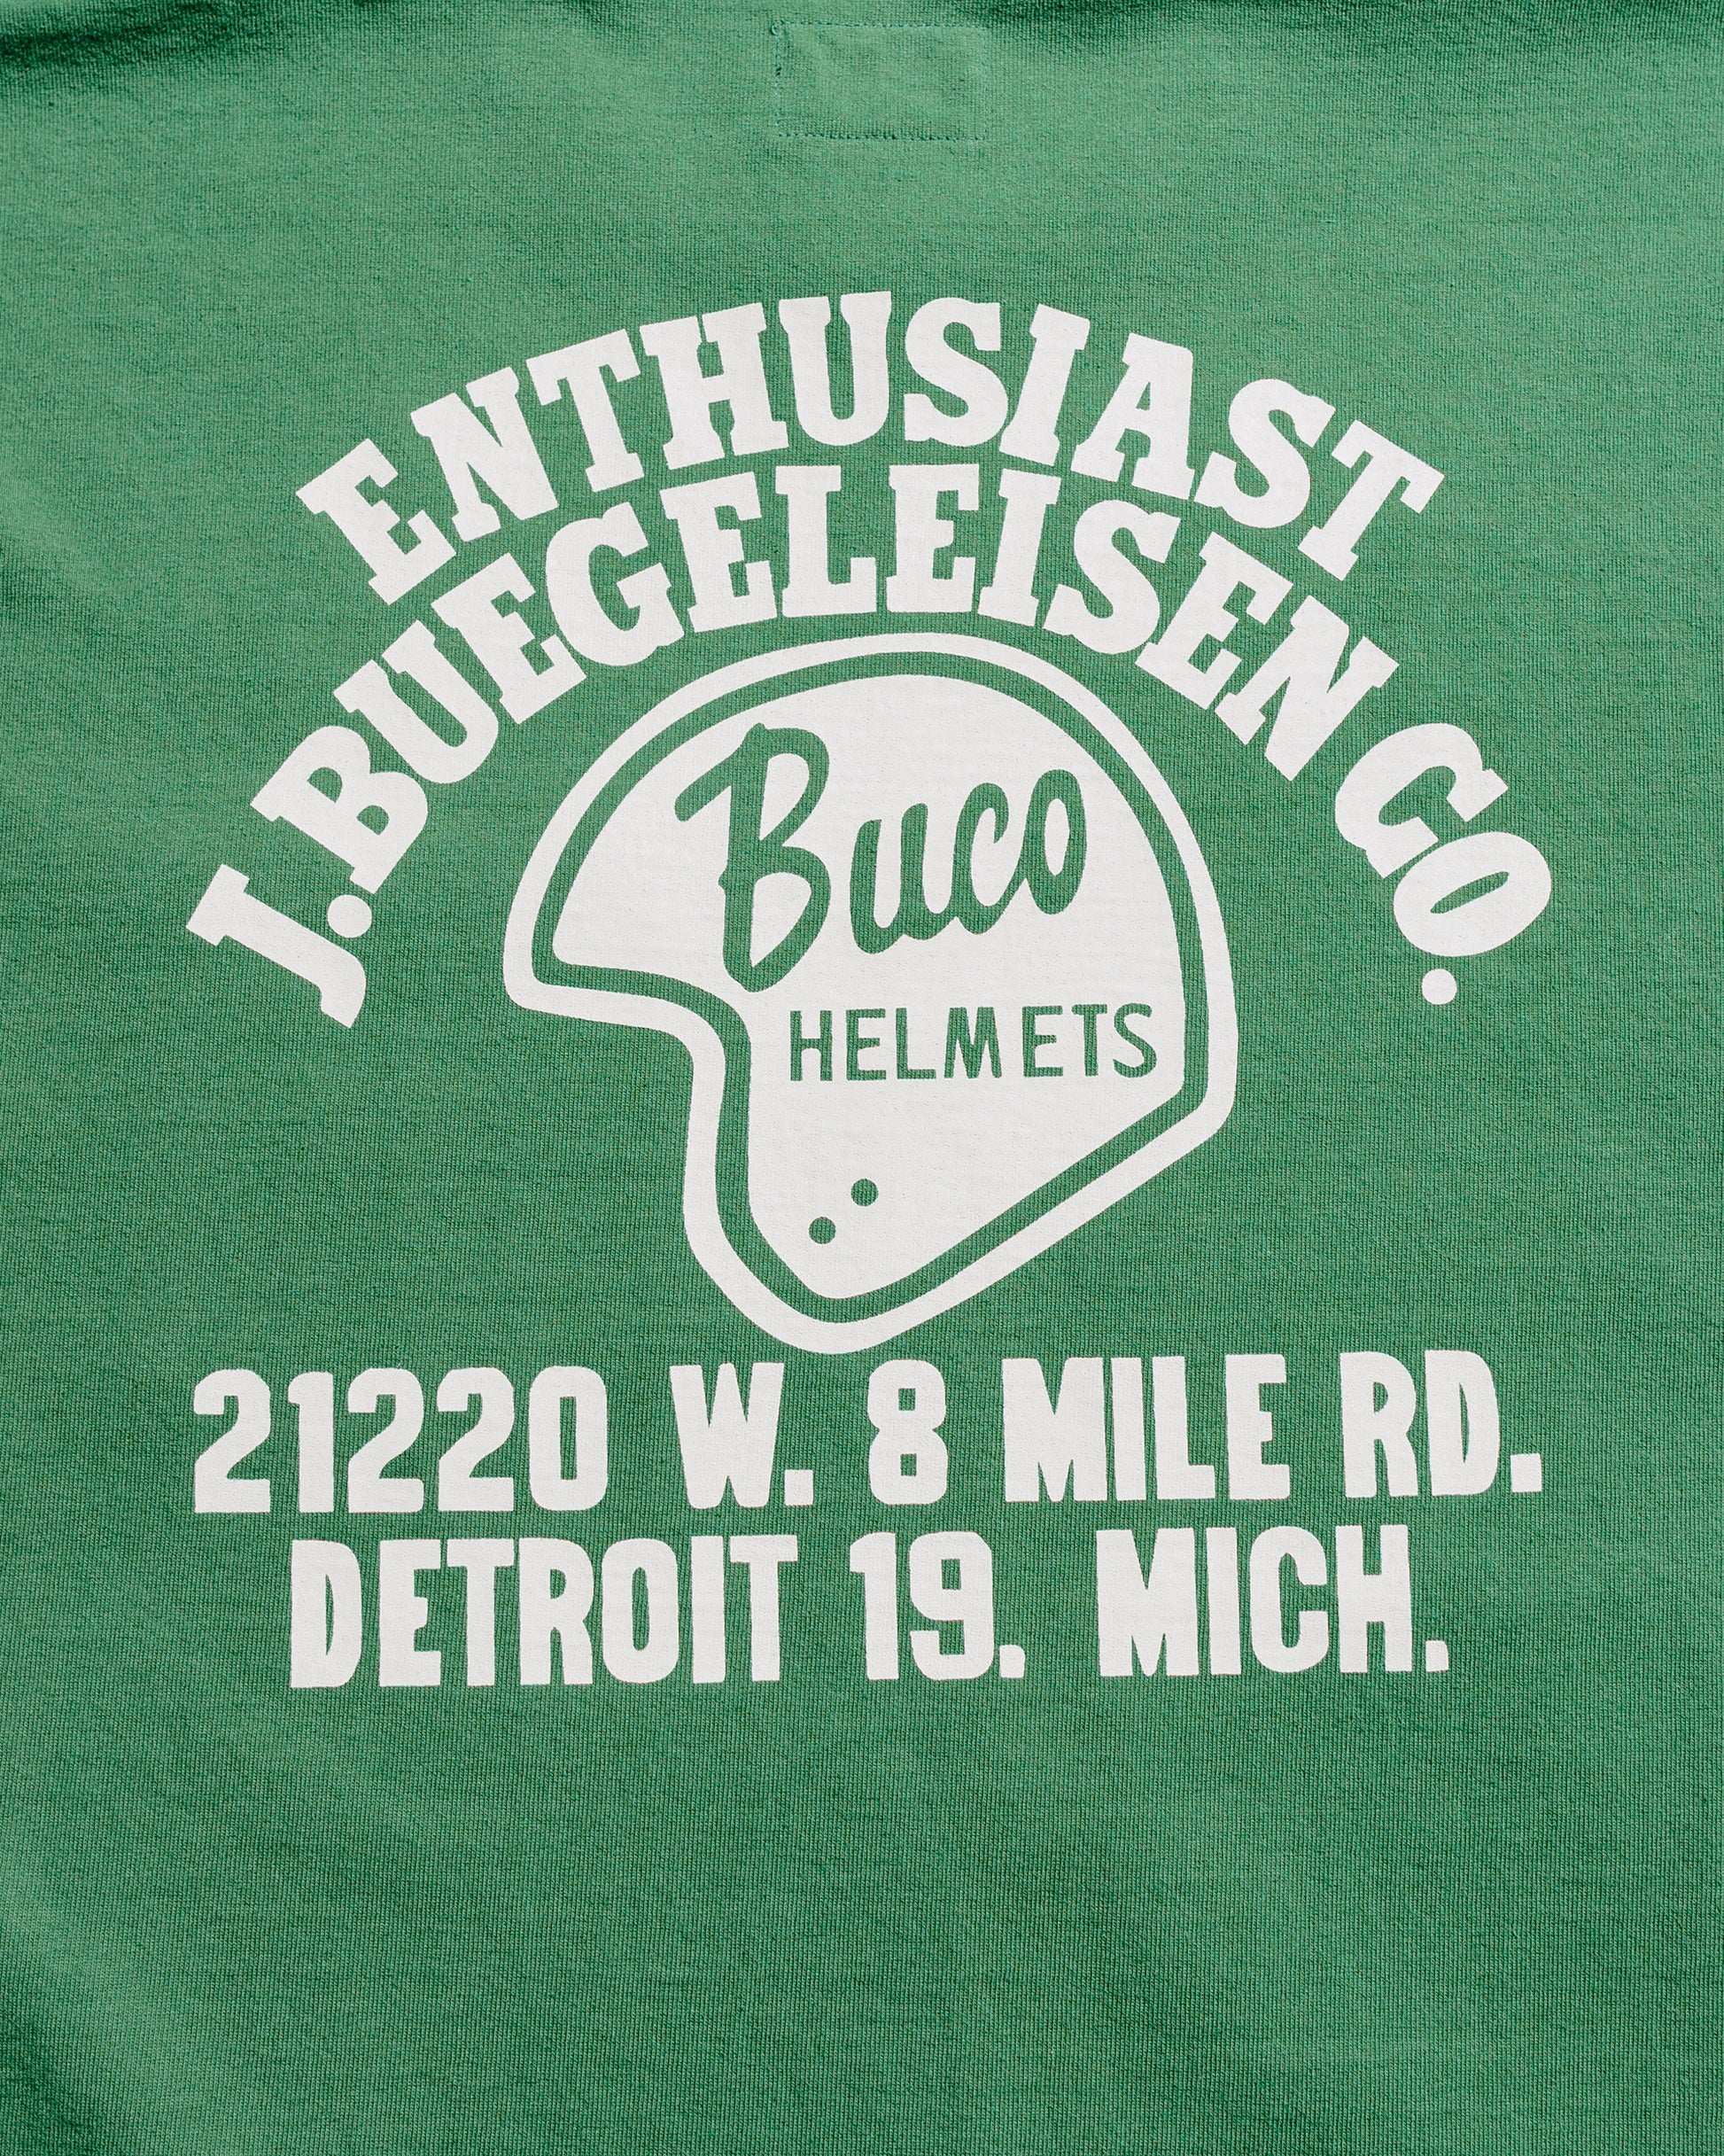 ENTHUSIAST
J.BUEGELEISEN CO.
Buco
HELMETS
21220 W. 8 MILE RD.
DETROIT 19. MICH.